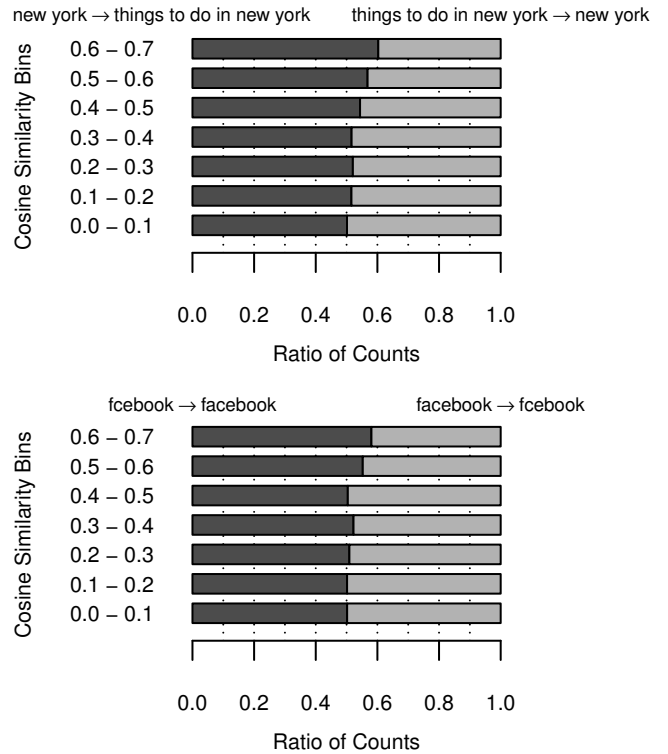 new york → things to do in new york things to do in new york → new york
Cosine Similarity Bins
0.6 − 0.7
0.5 − 0.6
0.4 − 0.5
0.3 − 0.4
0.2 − 0.3
0.1 − 0.2
0.0 − 0.1
0.0 0.2 0.4 0.6 0.8 1.0
Ratio of Counts
fcebook → facebook facebook → fcebook
Cosine Similarity Bins
0.6 − 0.7
0.5 − 0.6
0.4 − 0.5
0.3 − 0.4
0.2 − 0.3
0.1 − 0.2
0.0 − 0.1
0.0 0.2 0.4 0.6 0.8 1.0
Ratio of Counts